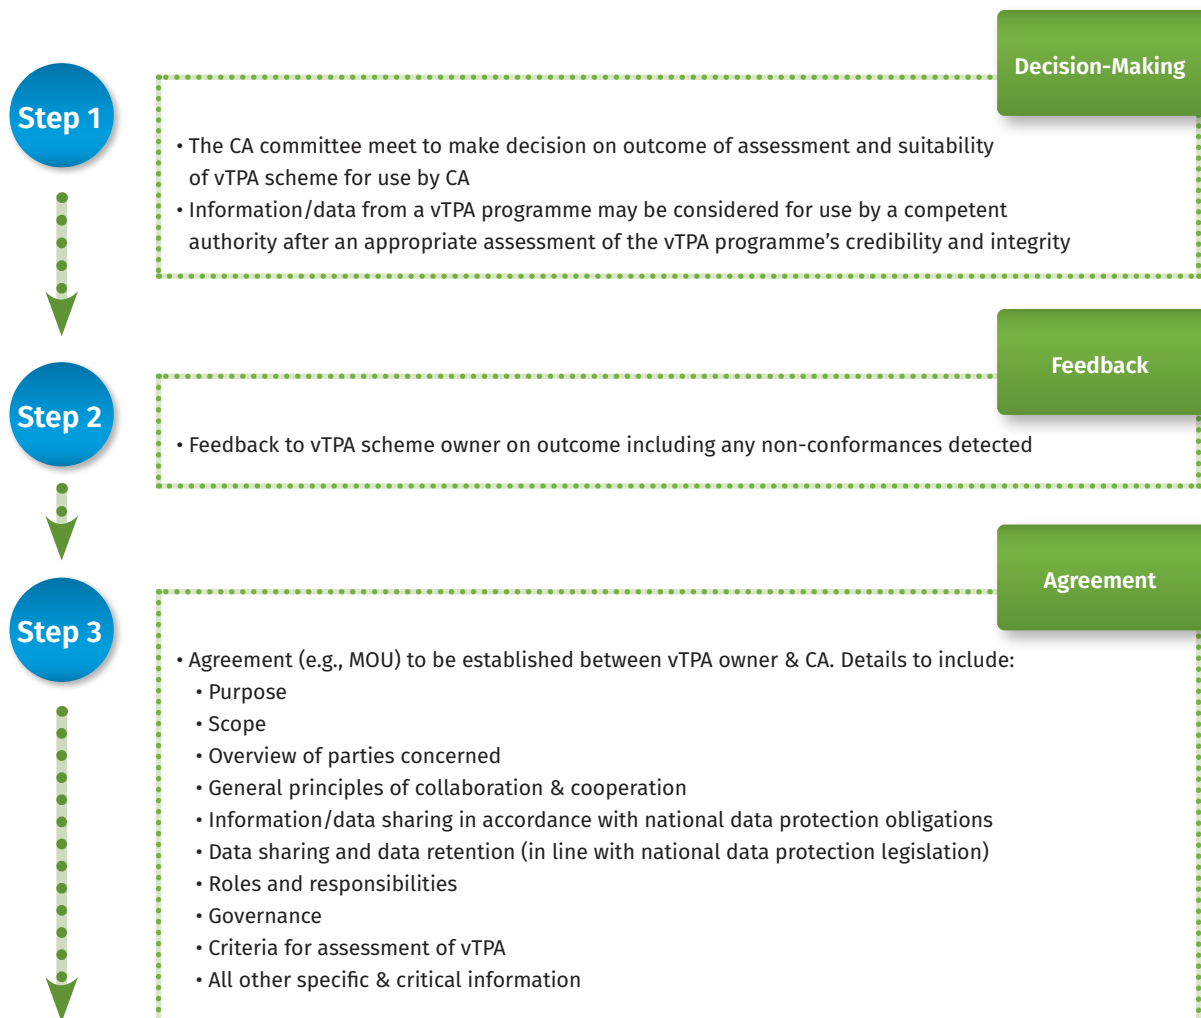 Decision-Making
Step 1
• The CA committee meet to make decision on outcome of assessment and suitability
of vTPA scheme for use by CA
• Information/data from a vTPA programme may be considered for use by a competent
authority after an appropriate assessment of the vTPA programme’s credibility and integrity
Feedback
Step 2
• Feedback to vTPA scheme owner on outcome including any non-conformances detected
Agreement
Step 3
• Agreement (e.g., MOU) to be established between vTPA owner & CA. Details to include:
• Purpose
• Scope
• Overview of parties concerned
• General principles of collaboration & cooperation
• Information/data sharing in accordance with national data protection obligations
• Data sharing and data retention (in line with national data protection legislation)
• Roles and responsibilities
• Governance
• Criteria for assessment of vTPA
• All other specific & critical information